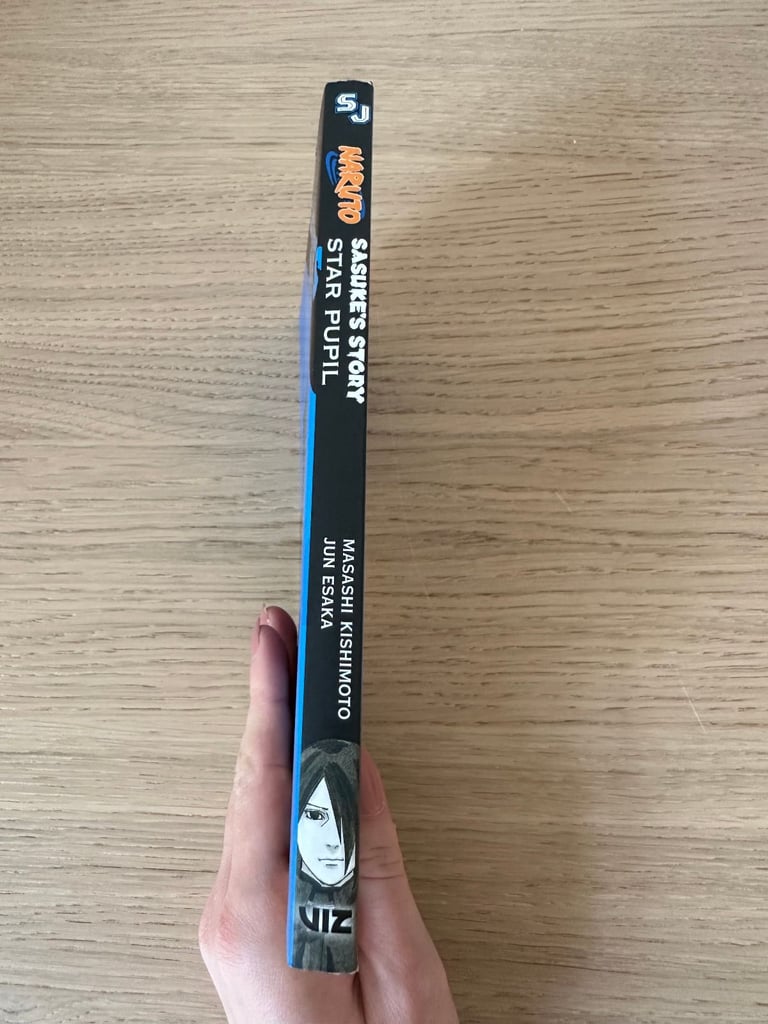 SJ
NARUTO
SASUKE'S STORY
STAR PUPIL
MASASHI KISHIMOTO
JUN ESAKA
VIZ